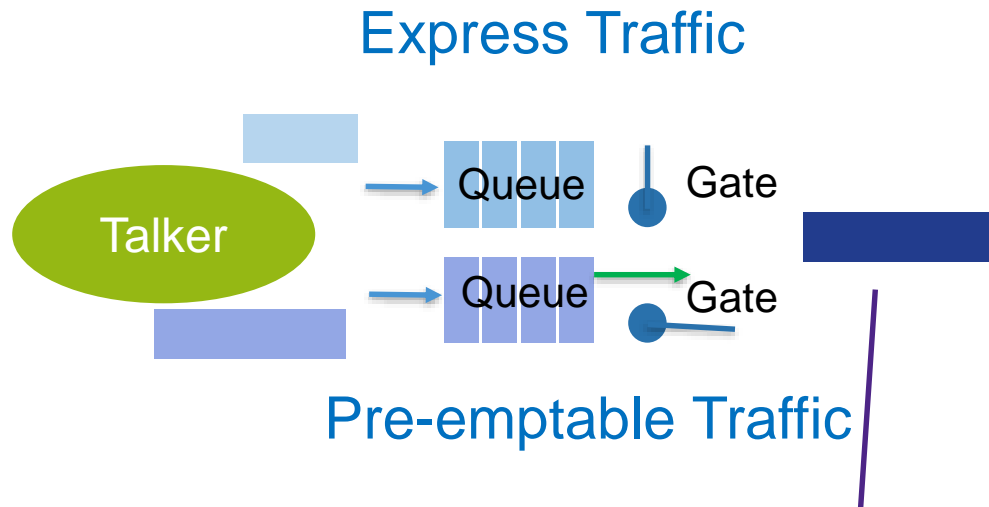 Express Traffic
Queue
Gate
Talker
Queue
Gate
Pre-emptable Traffic